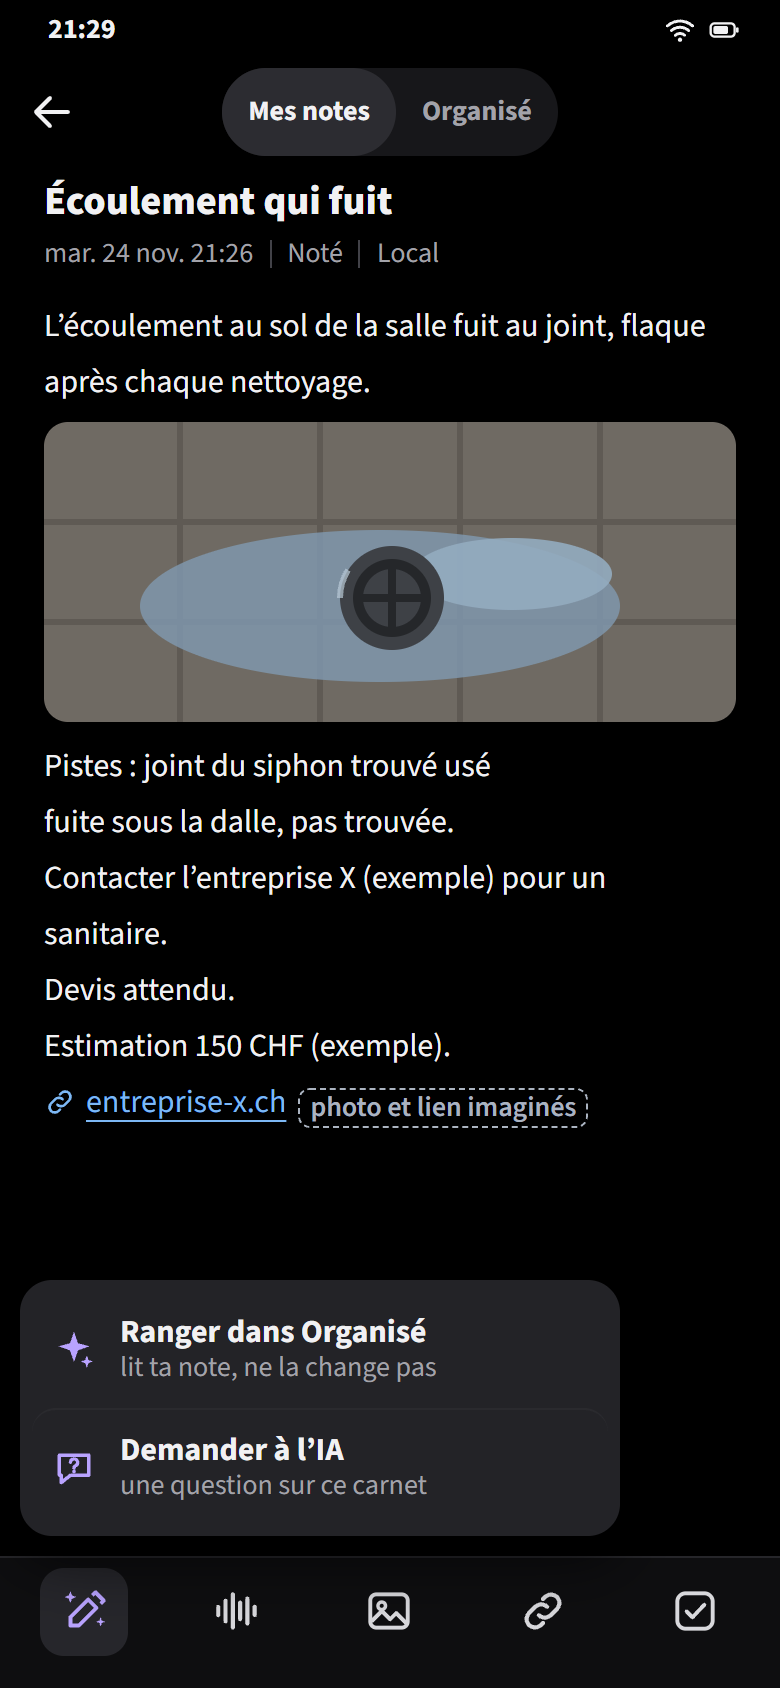 21:29
Mes notes
Organisé
Écoulement qui fuit
mar. 24 nov. 21:26 | Noté | Local
L’écoulement au sol de la salle fuit au joint, flaque
après chaque nettoyage.
Pistes : joint du siphon trouvé usé
fuite sous la dalle, pas trouvée.
Contacter l’entreprise X (exemple) pour un
sanitaire.
Devis attendu.
Estimation 150 CHF (exemple).
entreprise-x.ch photo et lien imaginés
Ranger dans Organisé
lit ta note, ne la change pas
Demander à l’IA
une question sur ce carnet